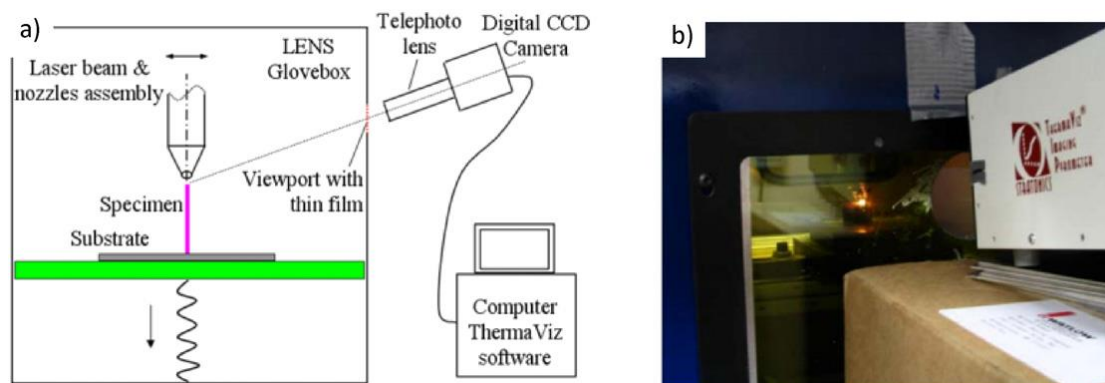 a)
LENS
Glovebox
Laser beam &
nozzles assembly
Telephoto
lens
Digital CCD
Camera
Viewport with
thin film
Specimen
Substrate
Computer
ThermaViz
software
b)
THERMAVIZ
IMAGING
PYROMETER
STRATONICS
WATLOW